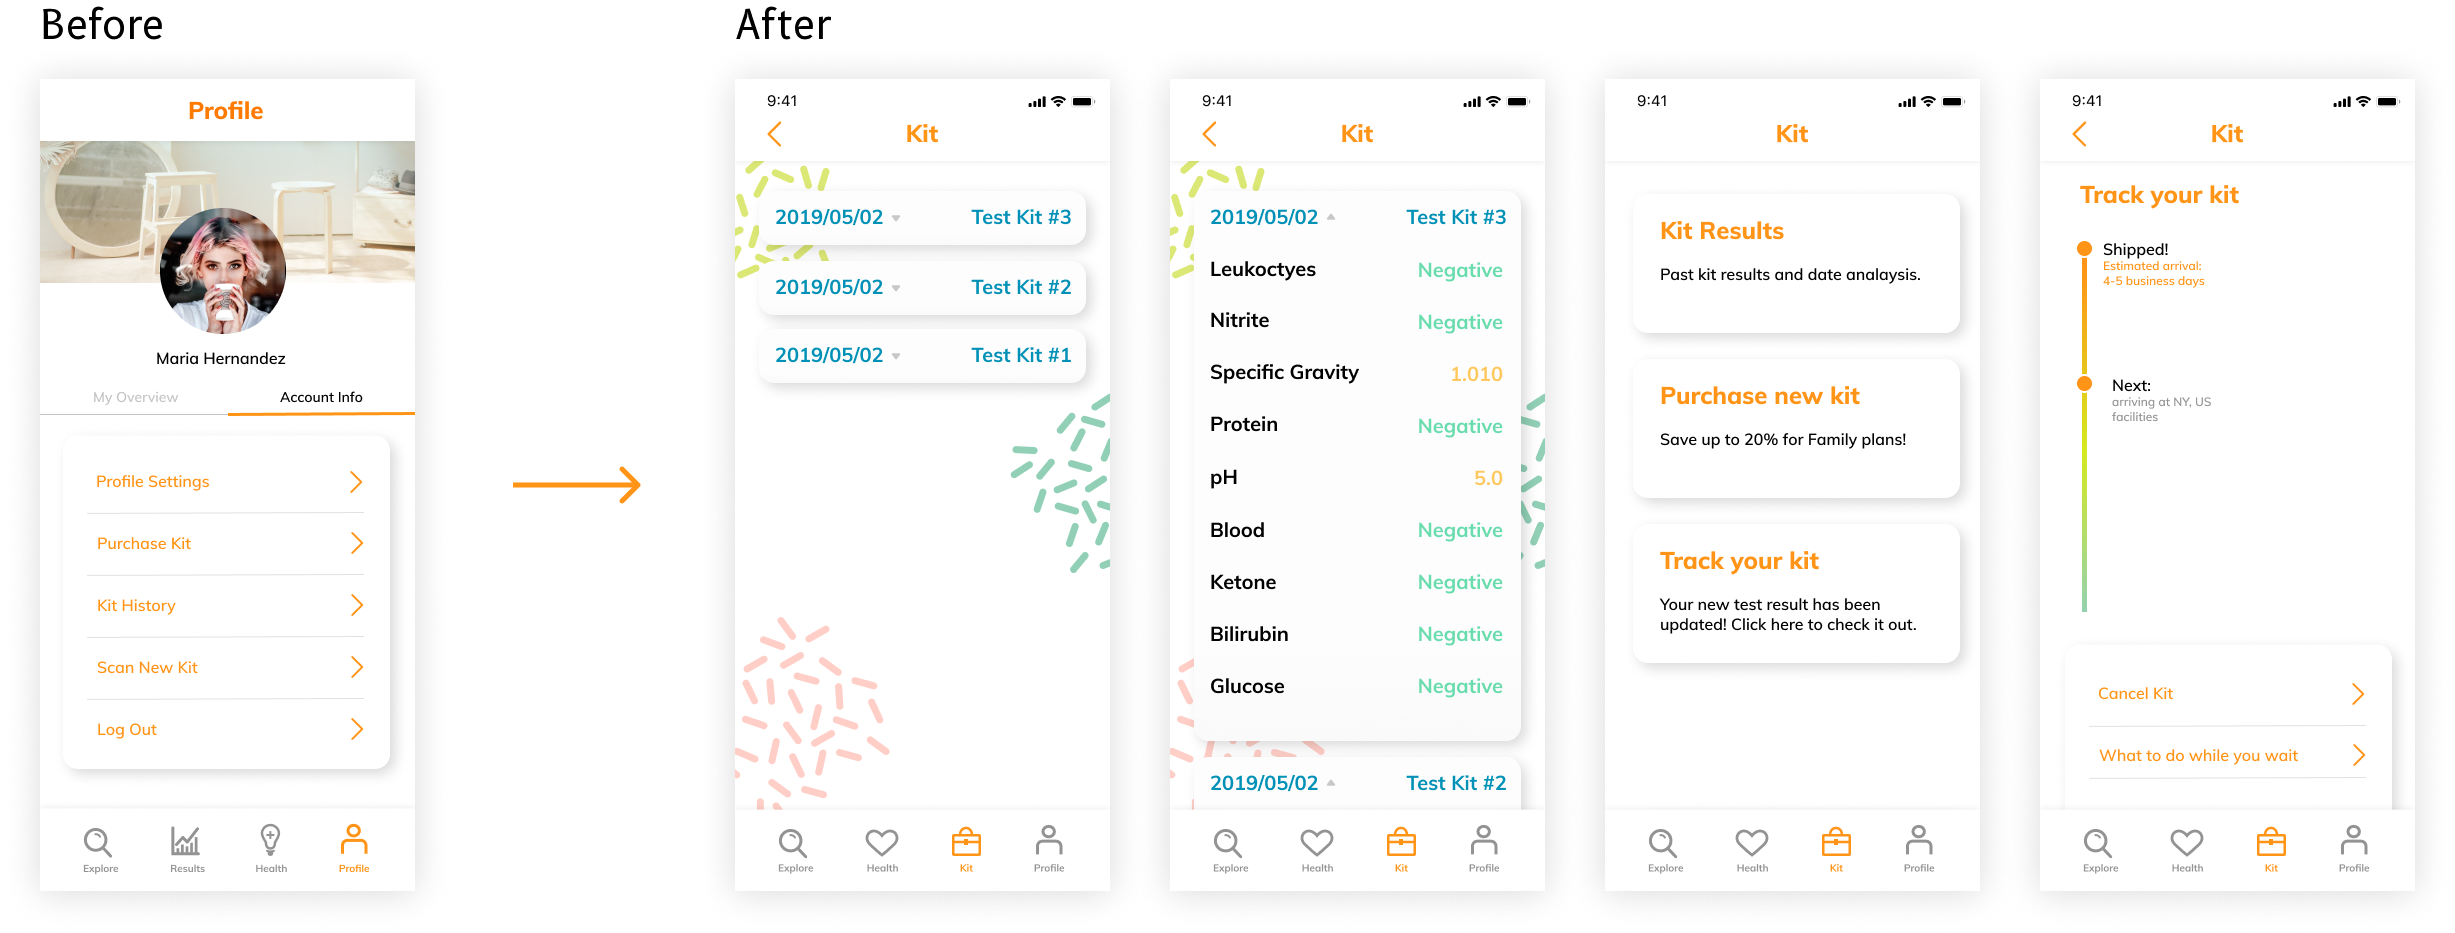 Before
After
Profile
Maria Hernandez
My Overview
Account Info
Profile Settings
Purchase Kit
Kit History
Scan New Kit
Log Out
Explore
Results
Health
Profile
9:41
Kit
2019/05/02 Test Kit #3
2019/05/02 Test Kit #2
2019/05/02 Test Kit #1
Explore
Health
Kit
Profile
9:41
Kit
2019/05/02 Test Kit #3
Leukoctyes Negative
Nitrite Negative
Specific Gravity 1.010
Protein Negative
pH 5.0
Blood Negative
Ketone Negative
Bilirubin Negative
Glucose Negative
2019/05/02 Test Kit #2
Explore
Health
Kit
Profile
9:41
Kit
Kit Results
Past kit results and date analaysis.
Purchase new kit
Save up to 20% for Family plans!
Track your kit
Your new test result has been
updated! Click here to check it out.
Explore
Health
Kit
Profile
9:41
Kit
Track your kit
Shipped!
Estimated arrival:
4-5 business days
Next:
arriving at NY, US
facilities
Cancel Kit
What to do while you wait
Explore
Health
Kit
Profile